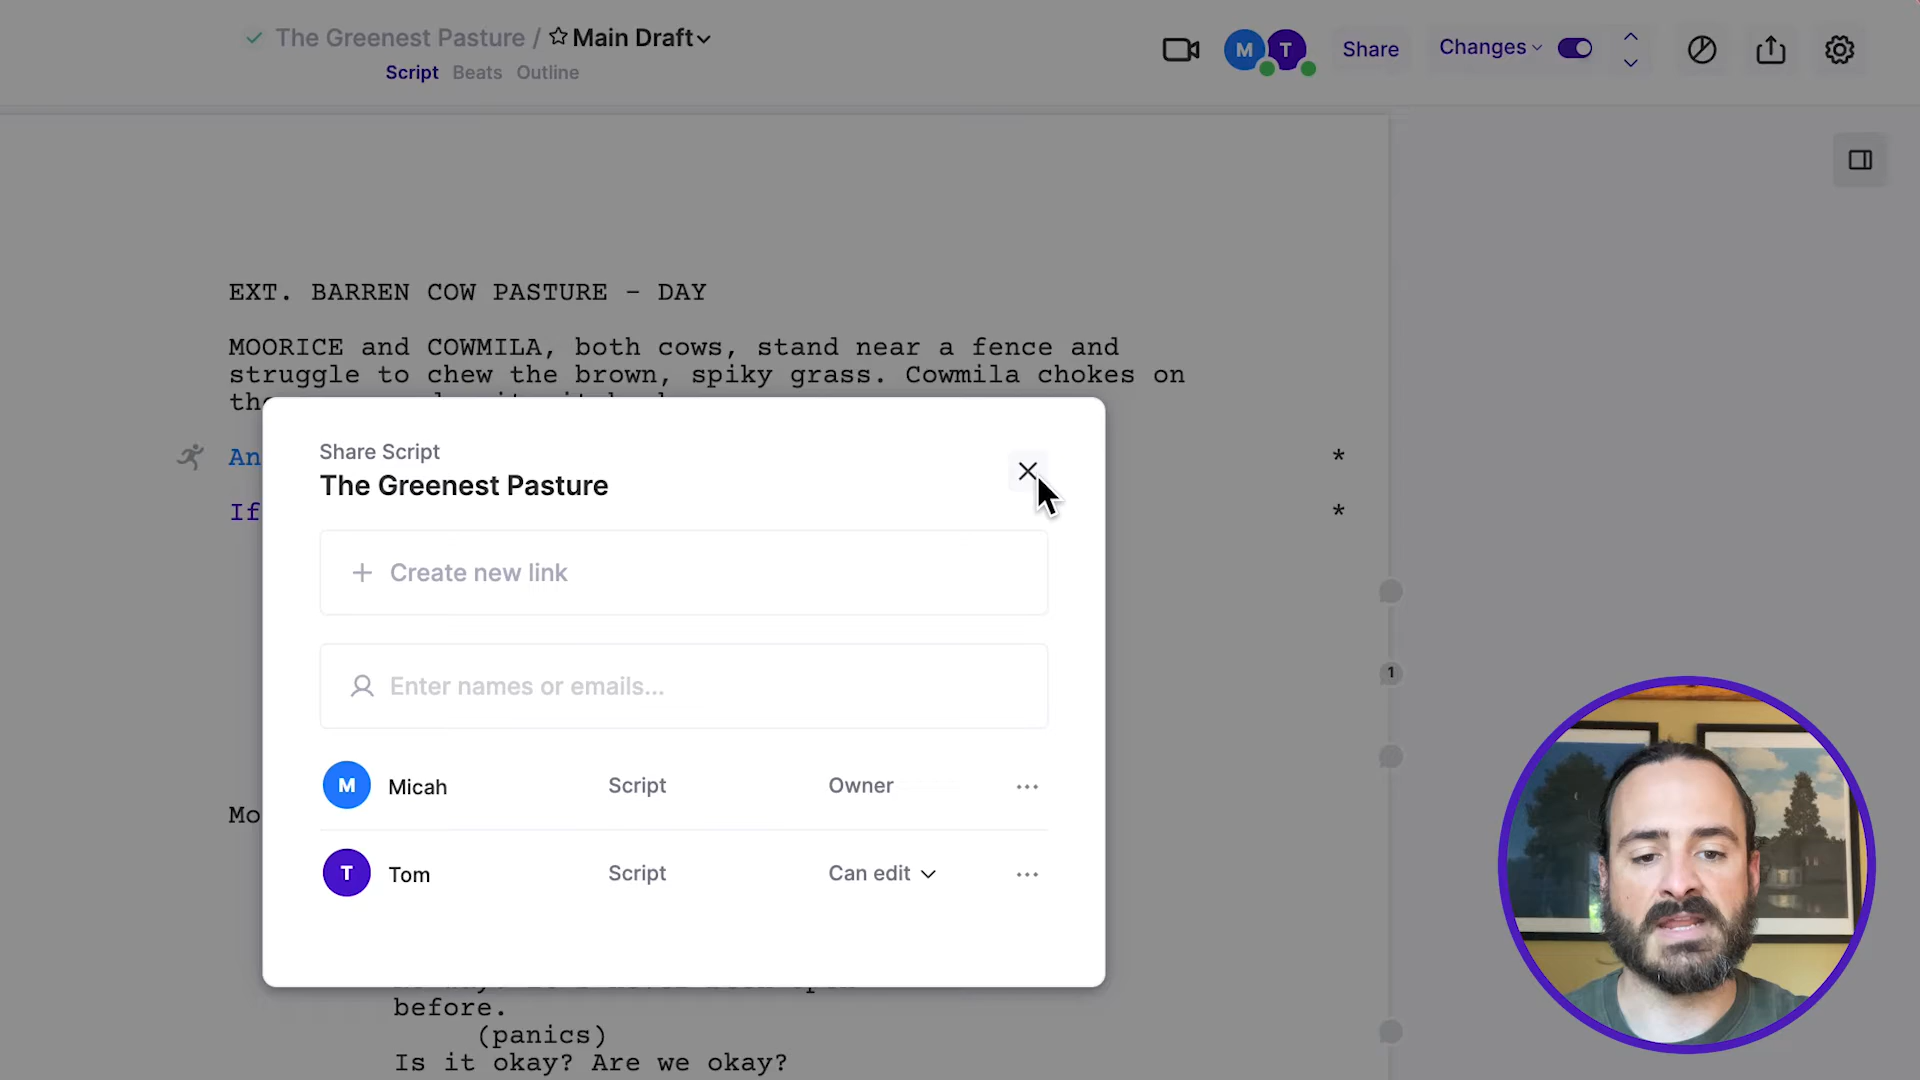 The Greenest Pasture / Main Draft
Script Beats Outline
M T Share Changes
EXT. BARREN COW PASTURE - DAY
MOORICE and COWMILA, both cows, stand near a fence and
struggle to chew the brown, spiky grass. Cowmila chokes on
An *
If *
Share Script
The Greenest Pasture
+ Create new link
Enter names or emails...
1
M Micah Script Owner ...
Mo
T Tom Script Can edit ...
before.
(panics)
Is it okay? Are we okay?